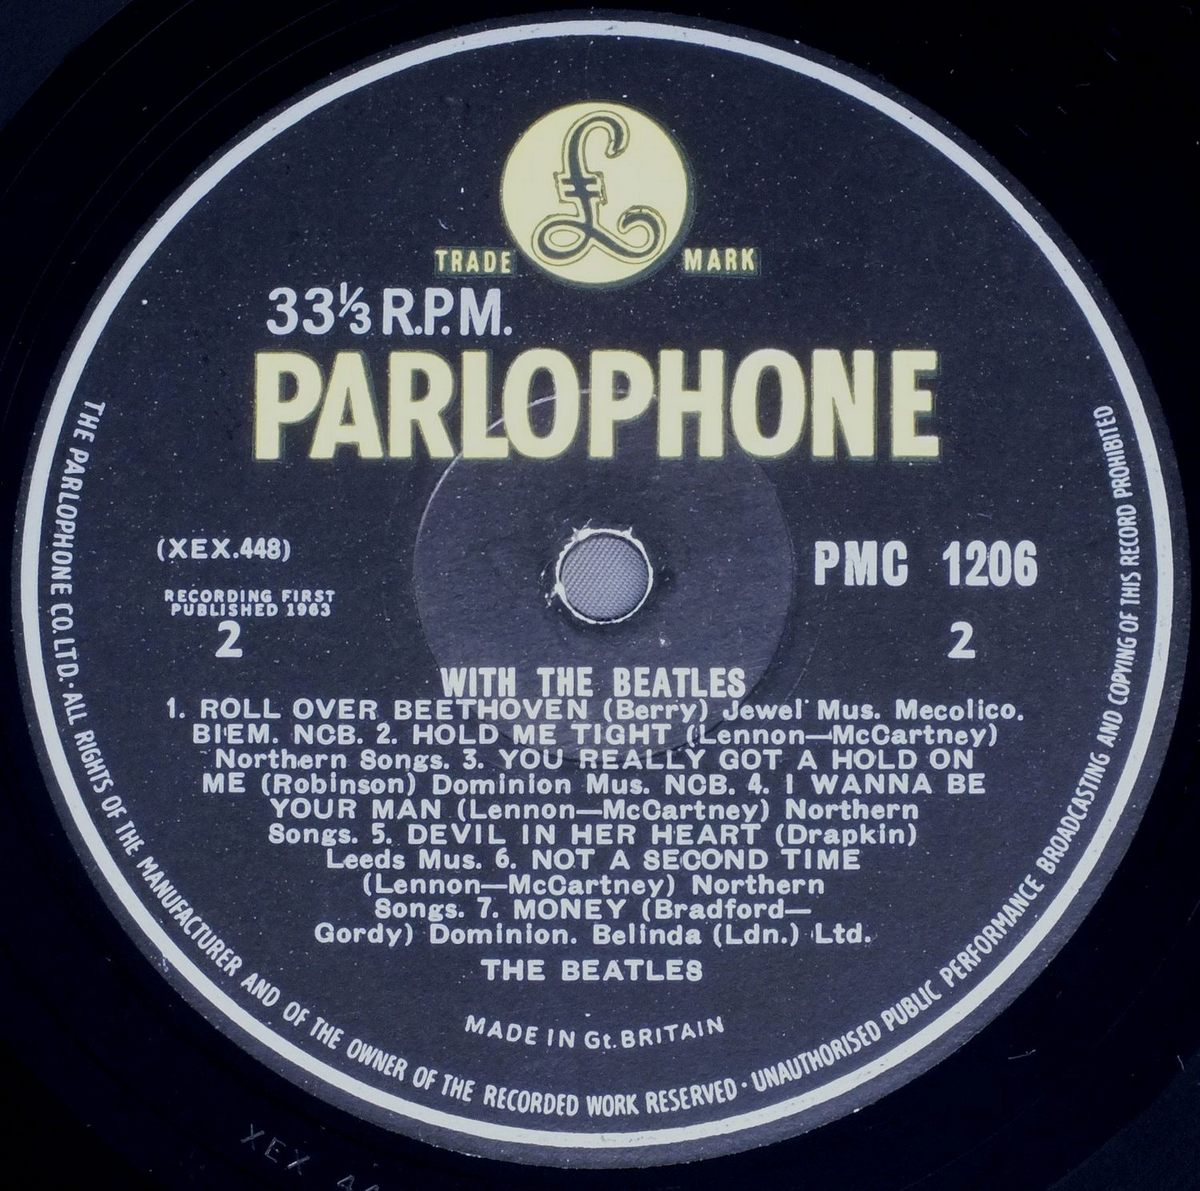 £
TRADE MARK
33⅓ R.P.M.
PARLOPHONE
(XEX.448)
PMC 1206
RECORDING FIRST
PUBLISHED 1963
2
2
WITH THE BEATLES
1. ROLL OVER BEETHOVEN (Berry) Jewel Mus. Mecolico.
BIEM. NCB. 2. HOLD ME TIGHT (Lennon—McCartney)
Northern Songs. 3. YOU REALLY GOT A HOLD ON
ME (Robinson) Dominion Mus. NCB. 4. I WANNA BE
YOUR MAN (Lennon—McCartney) Northern
Songs. 5. DEVIL IN HER HEART (Drapkin)
Leeds Mus. 6. NOT A SECOND TIME
(Lennon—McCartney) Northern
Songs. 7. MONEY (Bradford—
Gordy) Dominion. Belinda (Ldn.) Ltd.
THE BEATLES
MADE IN Gt. BRITAIN
THE PARLOPHONE CO. LTD. · ALL RIGHTS OF THE MANUFACTURER AND OF THE OWNER OF THE RECORDED WORK RESERVED · UNAUTHORISED PUBLIC PERFORMANCE BROADCASTING AND COPYING OF THIS RECORD PROHIBITED
XEX